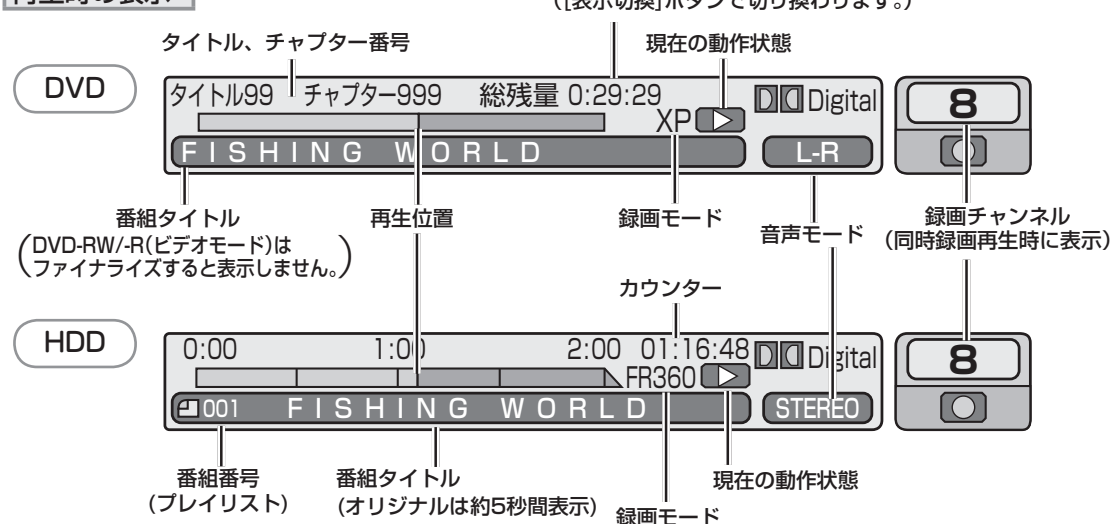 ([表示切換]ボタンで切り換わります。)
タイトル、チャプター番号
現在の動作状態
DVD
タイトル99 チャプター999 総残量 0:29:29
XP
Digital
FISHING WORLD
L-R
8
番組タイトル
(DVD-RW/-R(ビデオモード)は
ファイナライズすると表示しません。)
再生位置
録画モード
音声モード
録画チャンネル
(同時録画再生時に表示)
カウンター
HDD
0:00 1:00 2:00 01:16:48
FR360
Digital
001 FISHING WORLD
STEREO
8
番組番号
(プレイリスト)
番組タイトル
(オリジナルは約5秒間表示)
録画モード
現在の動作状態